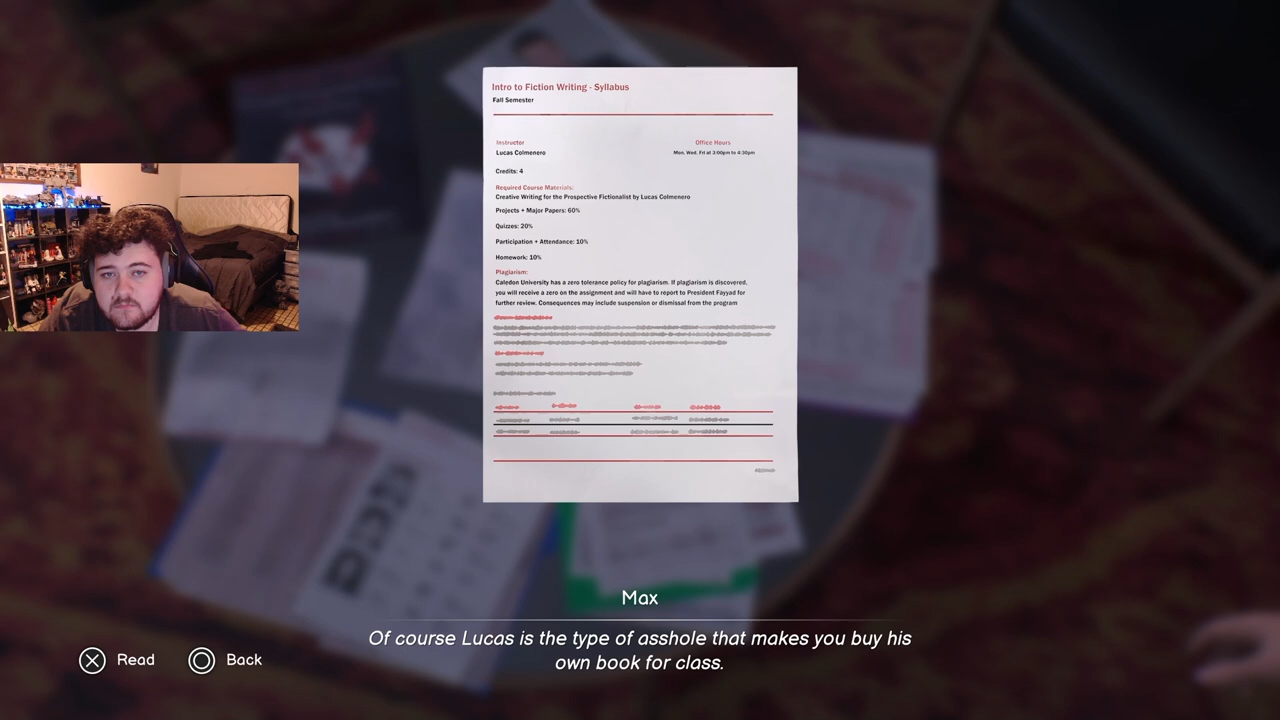 Intro to Fiction Writing - Syllabus
Fall Semester
Instructor
Office Hours
Lucas Colmenero
Mon, Wed, Fri at 3:00pm to 4:30pm
Credits: 4
Required Course Materials:
Creative Writing for the Prospective Fictionalist by Lucas Colmenero
Projects + Major Papers: 60%
Quizzes: 20%
Participation + Attendance: 10%
Homework: 10%
Plagiarism:
Caledon University has a zero tolerance policy for plagiarism. If plagiarism is discovered,
you will receive a zero on the assignment and will have to report to President Fayyad for
further review. Consequences may include suspension or dismissal from the program
Max
Of course Lucas is the type of asshole that makes you buy his
own book for class.
Read
Back